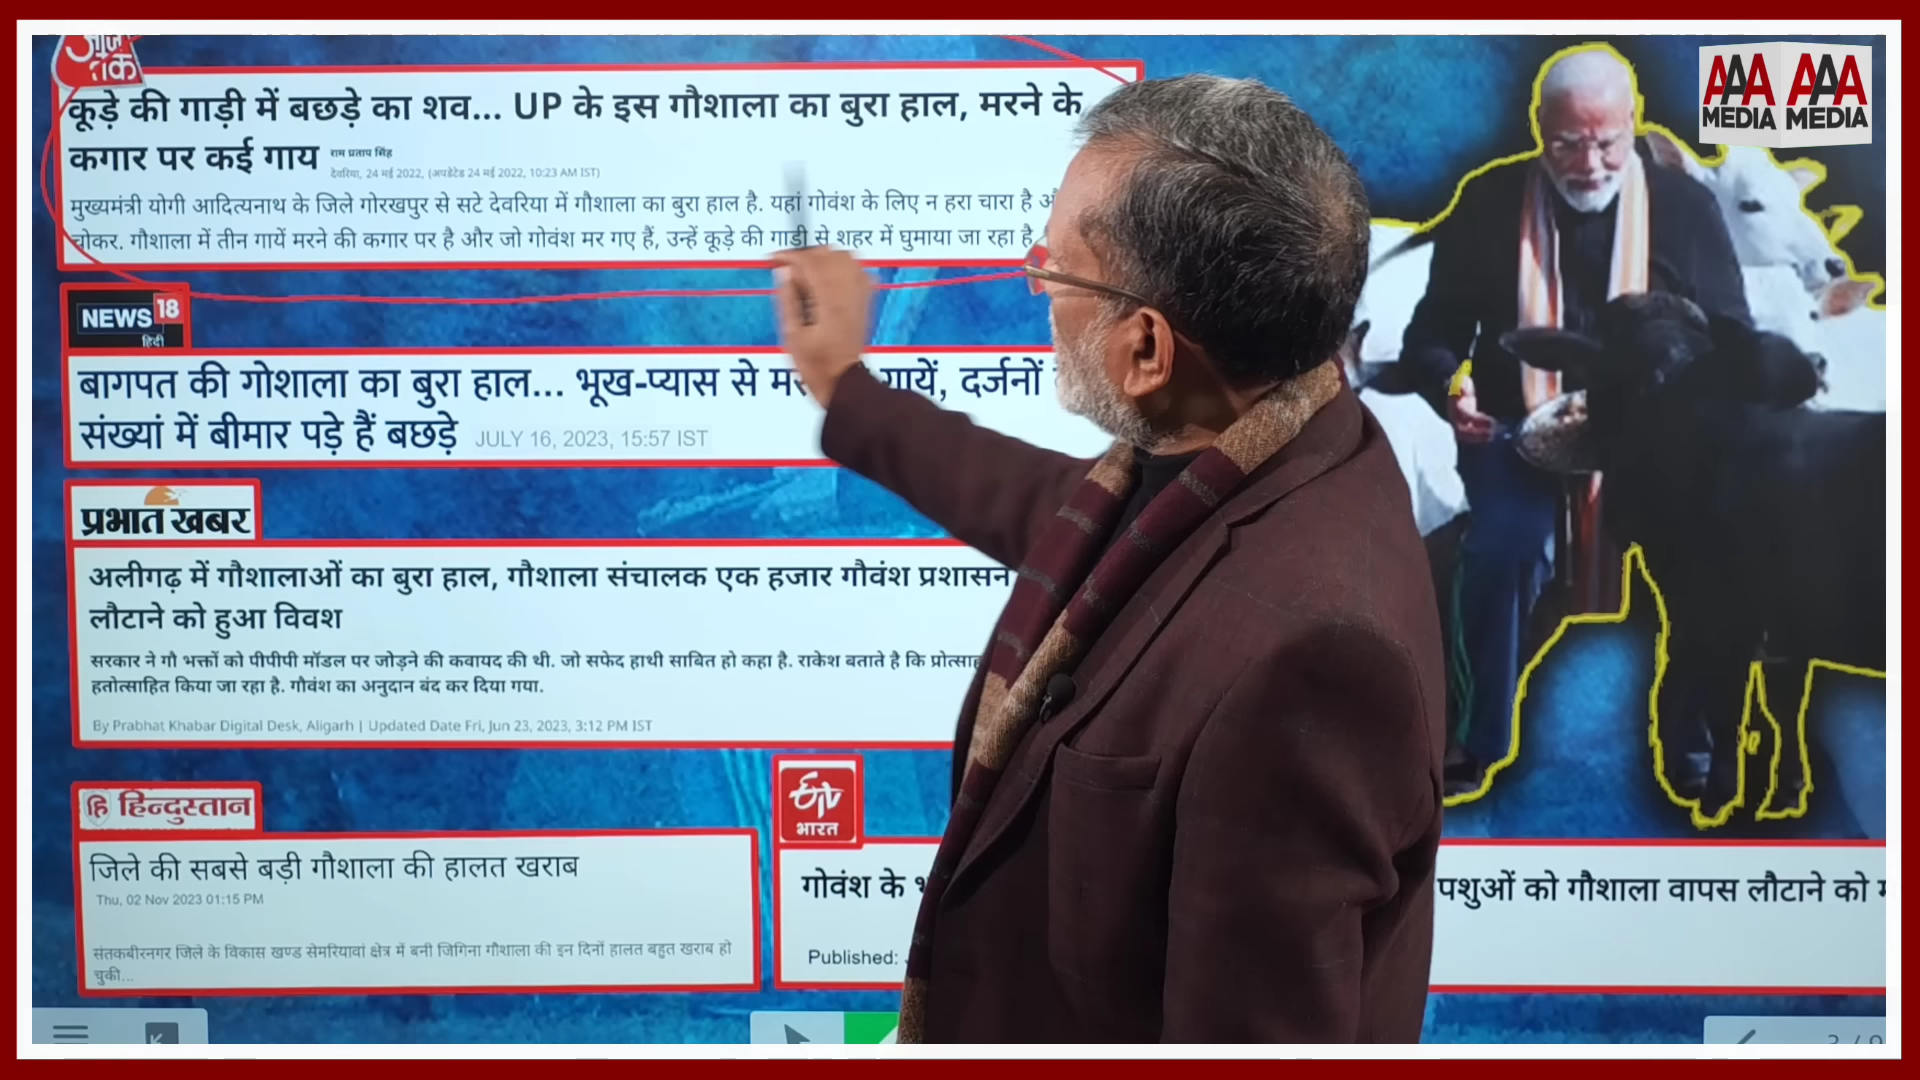 आज तक
AAA MEDIA AAA MEDIA
कूड़े की गाड़ी में बछड़े का शव... UP के इस गौशाला का बुरा हाल, मरने के
कगार पर कई गाय
राम प्रताप सिंह
देवरिया, 24 मई 2022, (अपडेटेड 24 मई 2022, 10:23 AM IST)
मुख्यमंत्री योगी आदित्यनाथ के जिले गोरखपुर से सटे देवरिया में गौशाला का बुरा हाल है. यहां गोवंश के लिए न हरा चारा है
चोकर. गौशाला में तीन गायें मरने की कगार पर है और जो गोवंश मर गए हैं, उन्हें कूड़े की गाड़ी से शहर में घुमाया जा रहा है.
NEWS 18
हिंदी
बागपत की गोशाला का बुरा हाल... भूख-प्यास से गायें, दर्जनों
संख्यां में बीमार पड़े हैं बछड़े JULY 16, 2023, 15:57 IST
प्रभात खबर
अलीगढ़ में गौशालाओं का बुरा हाल, गौशाला संचालक एक हजार गौवंश प्रशासन
लौटाने को हुआ विवश
सरकार ने गौ भक्तों को पीपीपी मॉडल पर जोड़ने की कवायद की थी. जो सफेद हाथी साबित हो कहा है. राकेश बताते है कि
हतोत्साहित किया जा रहा है. गौवंश का अनुदान बंद कर दिया गया.
By Prabhat Khabar Digital Desk, Aligarh | Updated Date Fri, Jun 23, 2023, 3:12 PM IST
हि हिन्दुस्तान
जिले की सबसे बड़ी गौशाला की हालत खराब
Thu, 02 Nov 2023 01:15 PM
संतकबीरनगर जिले के विकास खण्ड सेमरियावां क्षेत्र में बनी जिगिना गौशाला की इन दिनों हालत बहुत खराब हो
चुकी...
ETV
भारत
गोवंश के पशुओं को गौशाला वापस लौटाने को
Published: